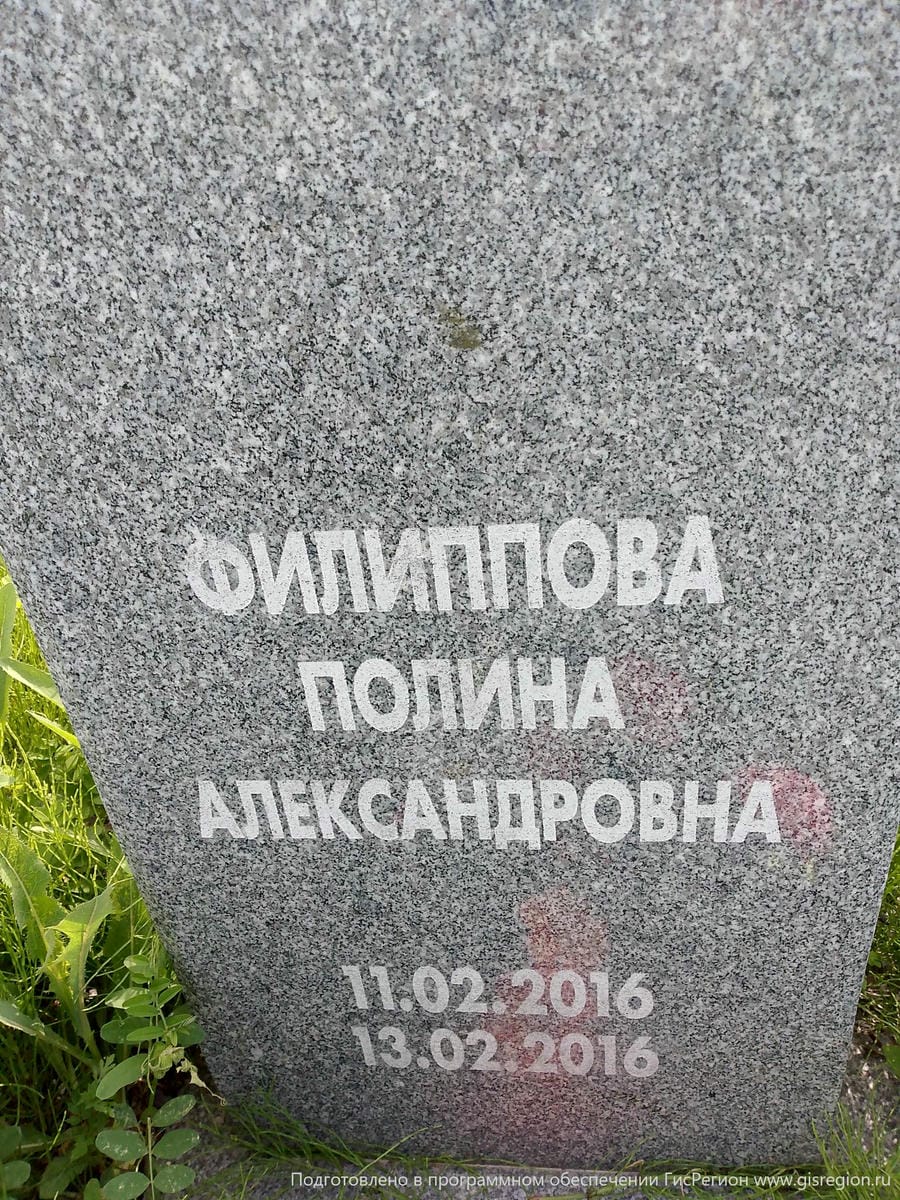 ФИЛИППОВА
ПОЛИНА
АЛЕКСАНДРОВНА
11.02.2016
13.02.2016
Подготовлено в программном обеспечении ГисРегион www.gisregion.ru